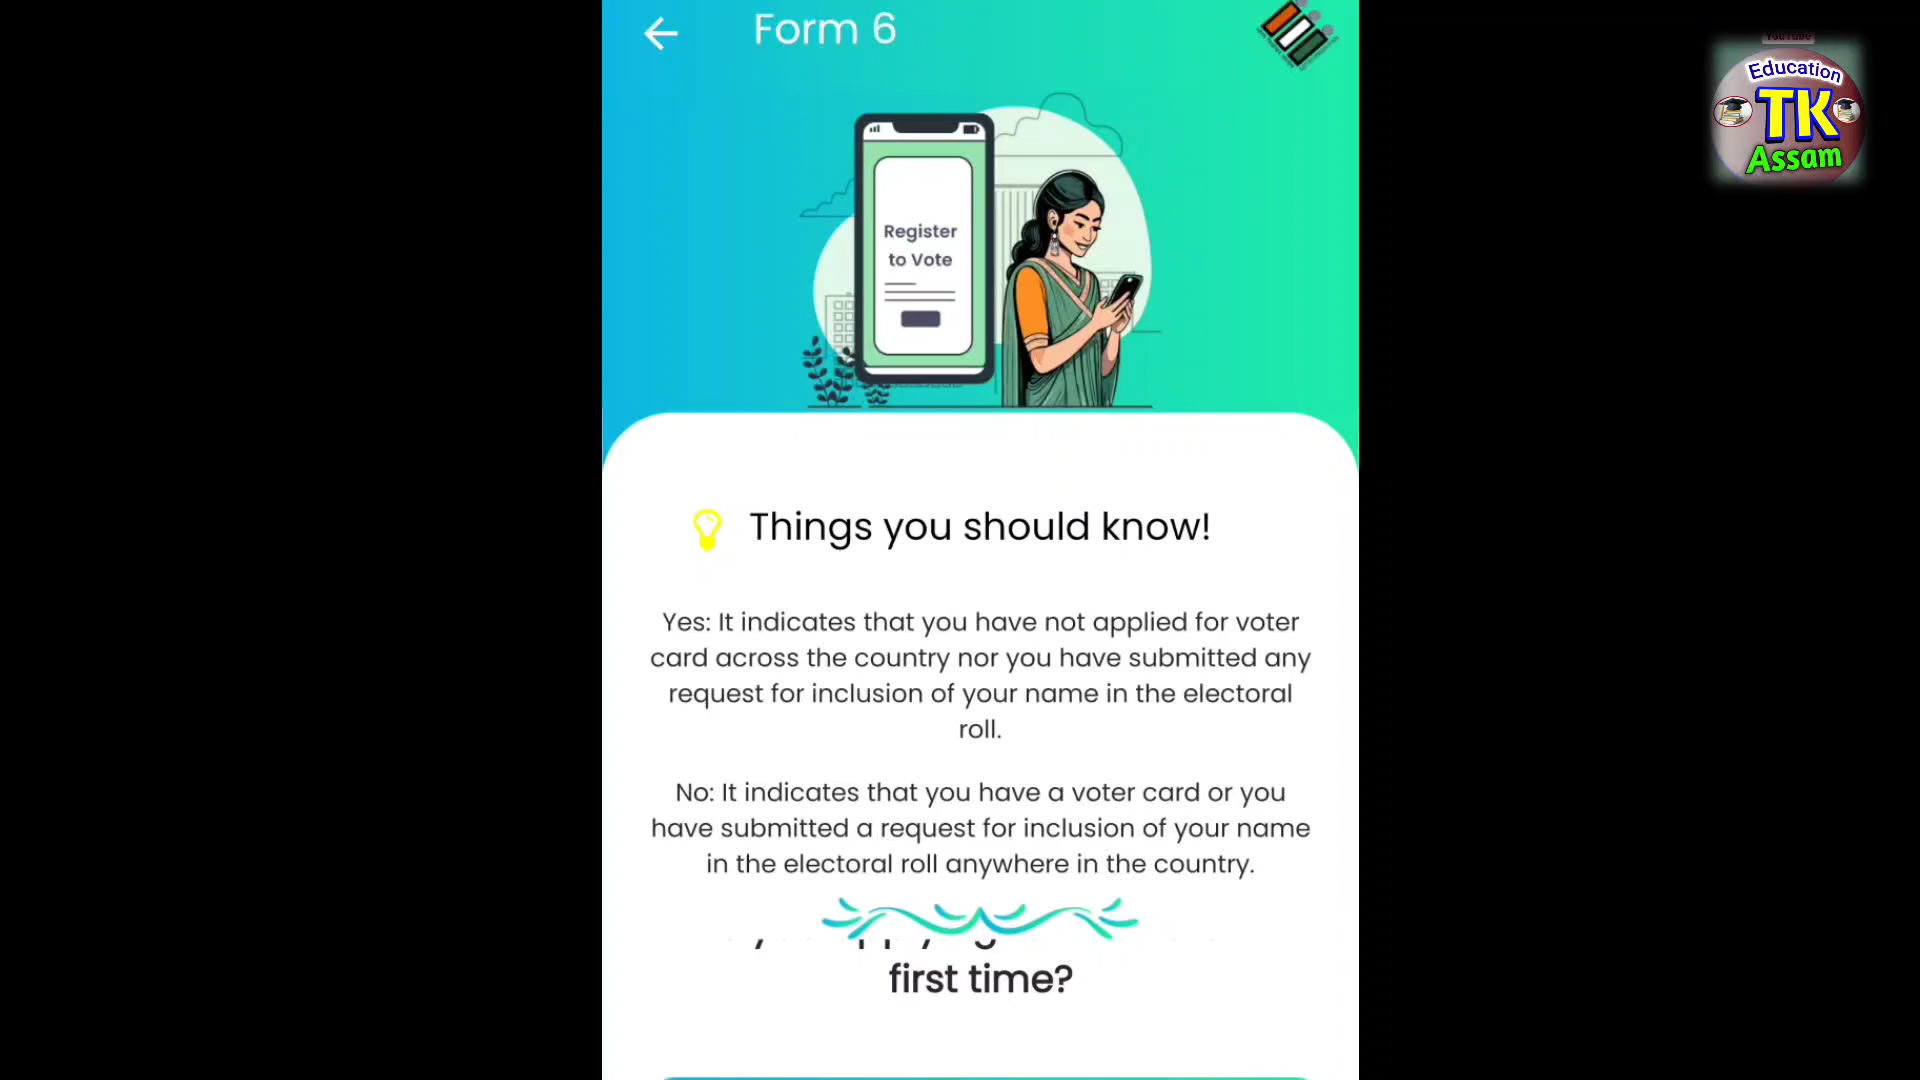 Form 6
YouTube
Education
TK
Assam
Register
to Vote
Things you should know!
Yes: It indicates that you have not applied for voter
card across the country nor you have submitted any
request for inclusion of your name in the electoral
roll.
No: It indicates that you have a voter card or you
have submitted a request for inclusion of your name
in the electoral roll anywhere in the country.
first time?